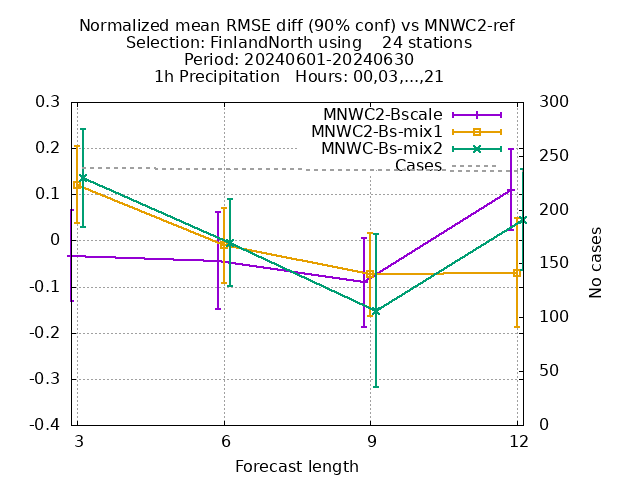 Normalized mean RMSE diff (90% conf) vs MNWC2-ref
Selection: FinlandNorth using    24 stations
Period: 20240601-20240630
1h Precipitation   Hours: 00,03,...,21
MNWC2-Bscale
MNWC2-Bs-mix1
MNWC-Bs-mix2
Cases
0.3
0.2
0.1
0
-0.1
-0.2
-0.3
-0.4
300
250
200
150
100
50
0
No cases
3 6 9 12
Forecast length